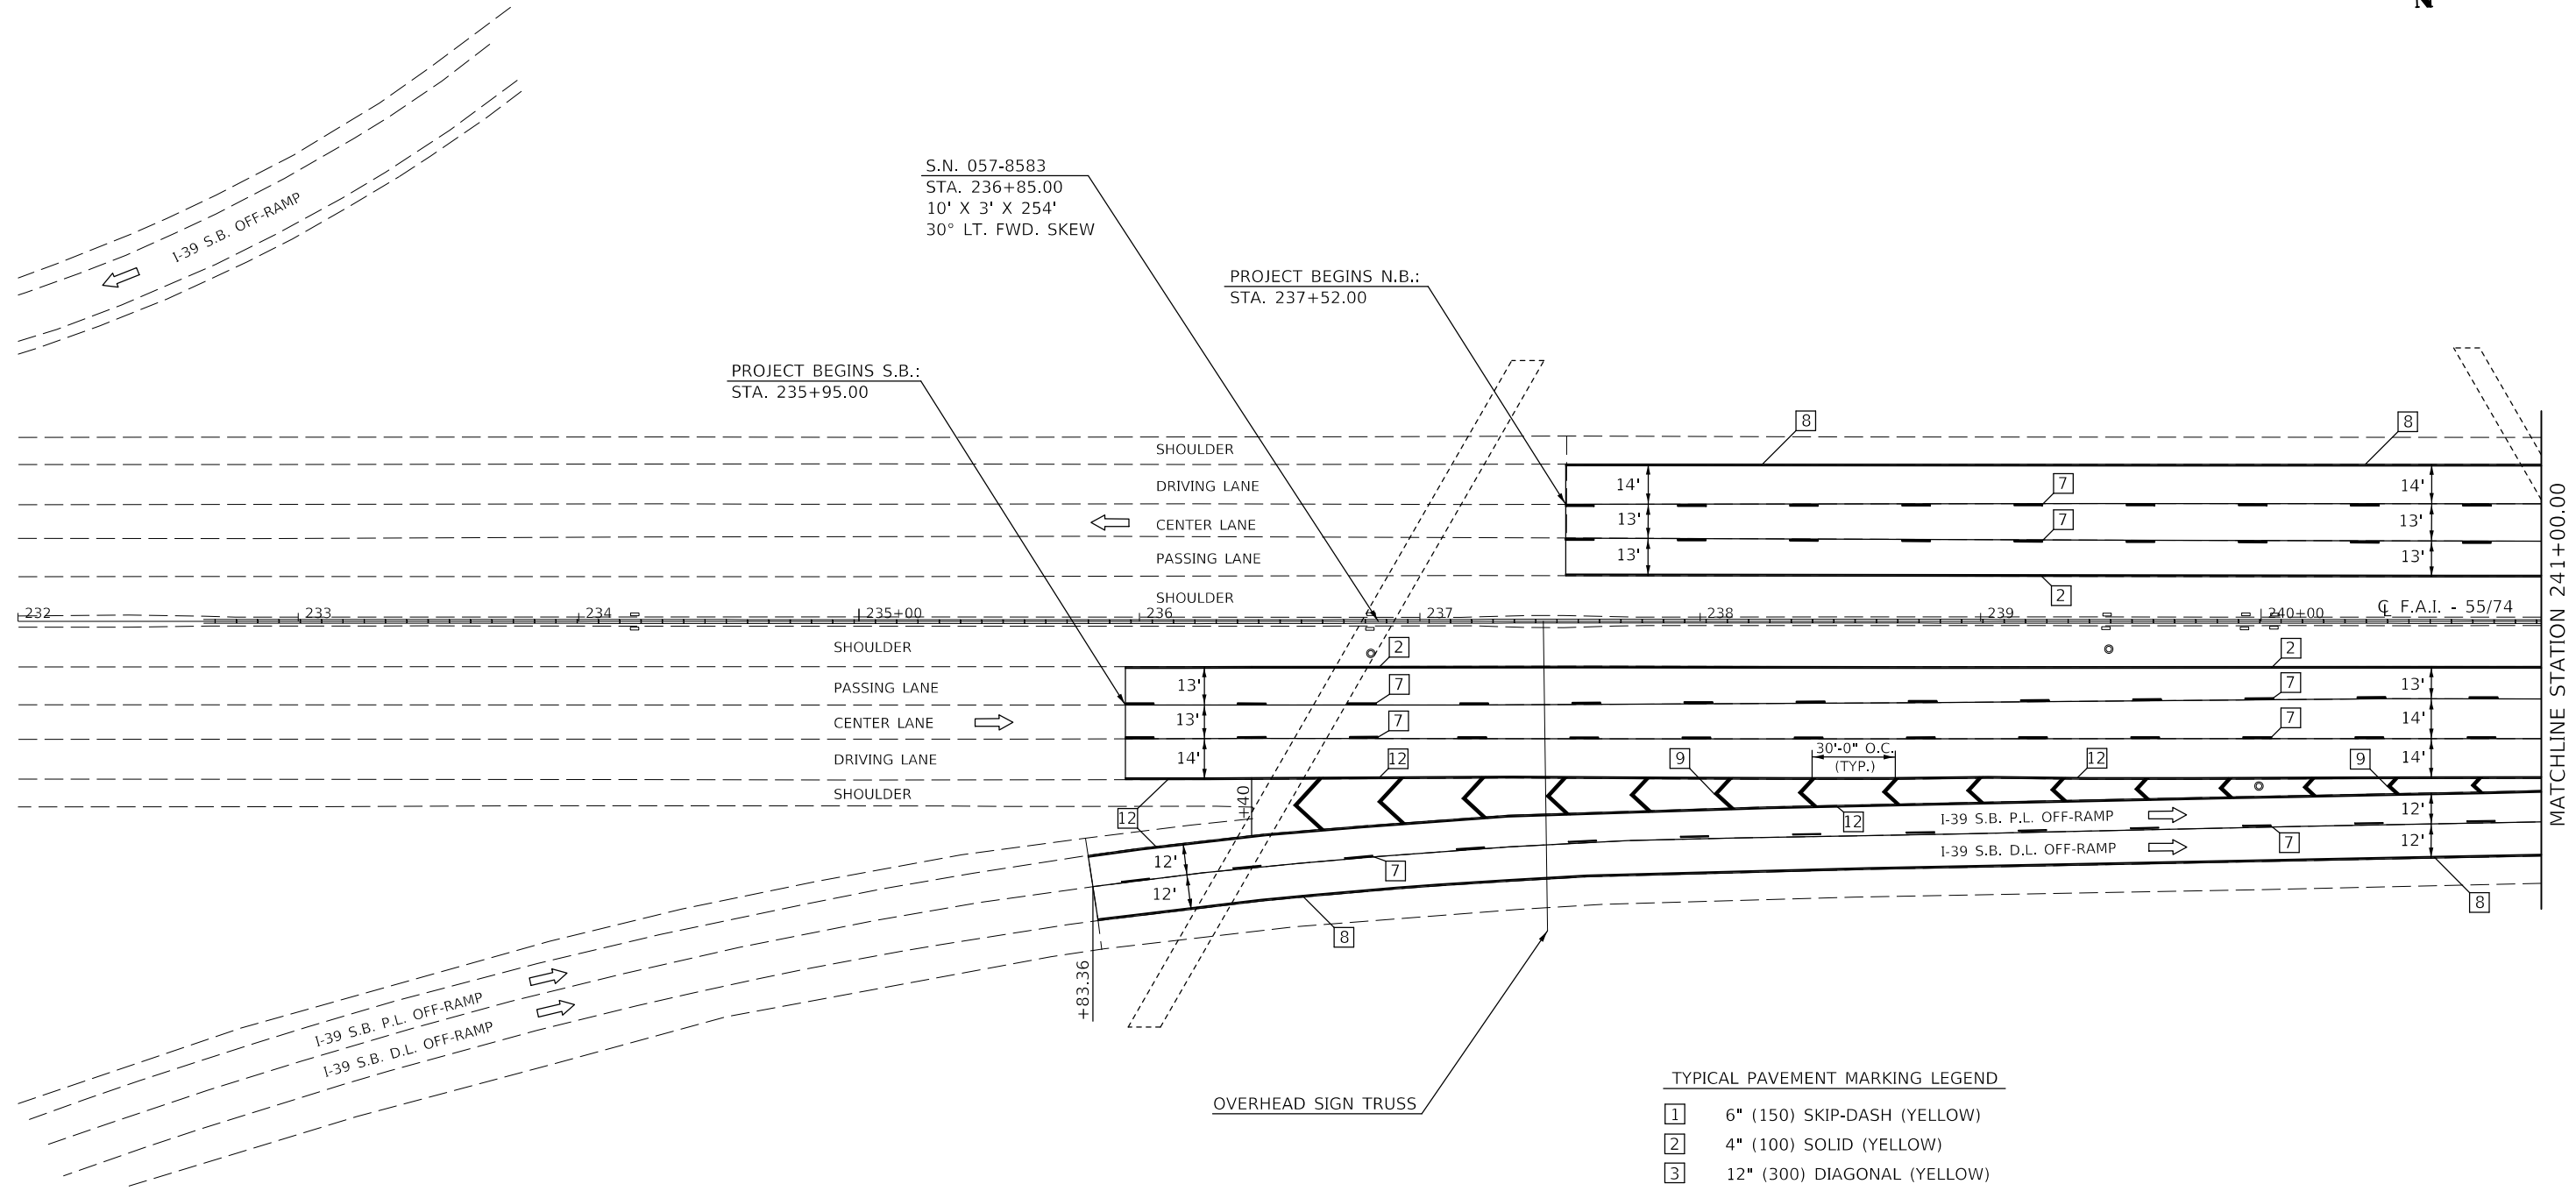 N
I-39 S.B. OFF-RAMP
S.N. 057-8583
STA. 236+85.00
10' X 3' X 254'
30° LT. FWD. SKEW
PROJECT BEGINS N.B.:
STA. 237+52.00
PROJECT BEGINS S.B.:
STA. 235+95.00
8
8
SHOULDER
DRIVING LANE
14'
7
14'
CENTER LANE
13'
7
13'
PASSING LANE
13'
13'
SHOULDER
2
232
233
234
235+00
236
237
238
239
240+00
℄ F.A.I. - 55/74
MATCHLINE STATION 241+00.00
SHOULDER
2
2
PASSING LANE
13'
7
7
13'
CENTER LANE
13'
7
7
14'
DRIVING LANE
14'
12
9
30'-0" O.C.
(TYP.)
12
9
14'
SHOULDER
+40
12
12
I-39 S.B. P.L. OFF-RAMP
12'
12'
7
I-39 S.B. D.L. OFF-RAMP
7
12'
12'
8
8
+83.36
I-39 S.B. P.L. OFF-RAMP
I-39 S.B. D.L. OFF-RAMP
OVERHEAD SIGN TRUSS
TYPICAL PAVEMENT MARKING LEGEND
1 6" (150) SKIP-DASH (YELLOW)
2 4" (100) SOLID (YELLOW)
3 12" (300) DIAGONAL (YELLOW)